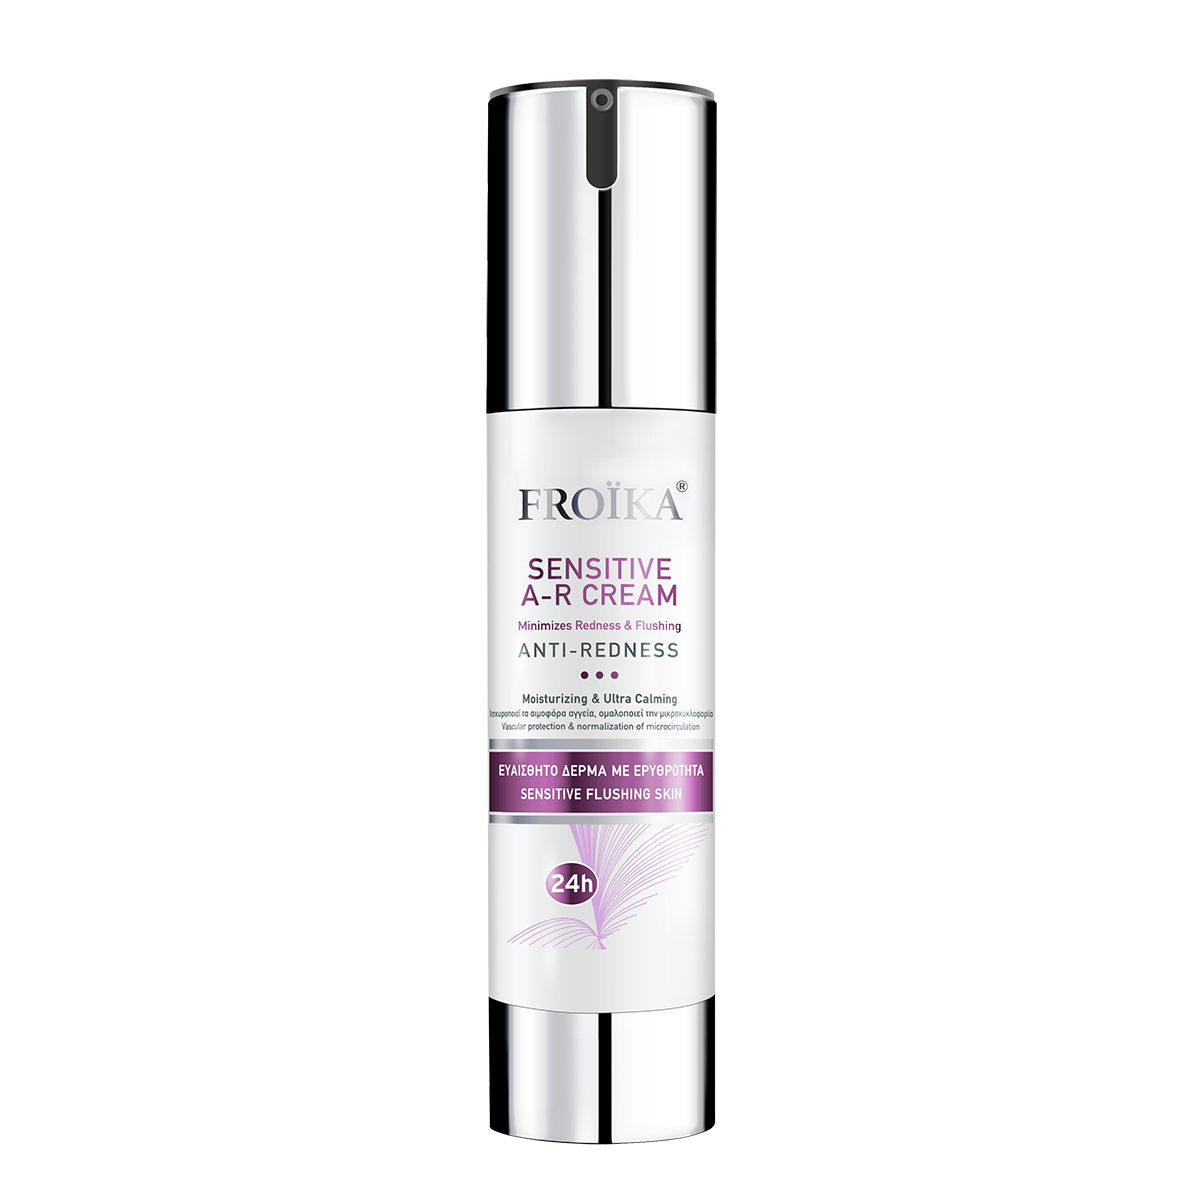 FROÏKA®
SENSITIVE
A-R CREAM
Minimizes Redness & Flushing
ANTI-REDNESS
Moisturizing & Ultra Calming
Ισχυροποιεί τα αιμοφόρα αγγεία, ομαλοποιεί την μικροκυκλοφορία
Vascular protection & normalization of microcirculation
ΕΥΑΙΣΘΗΤΟ ΔΕΡΜΑ ΜΕ ΕΡΥΘΡΟΤΗΤΑ
SENSITIVE FLUSHING SKIN
24h